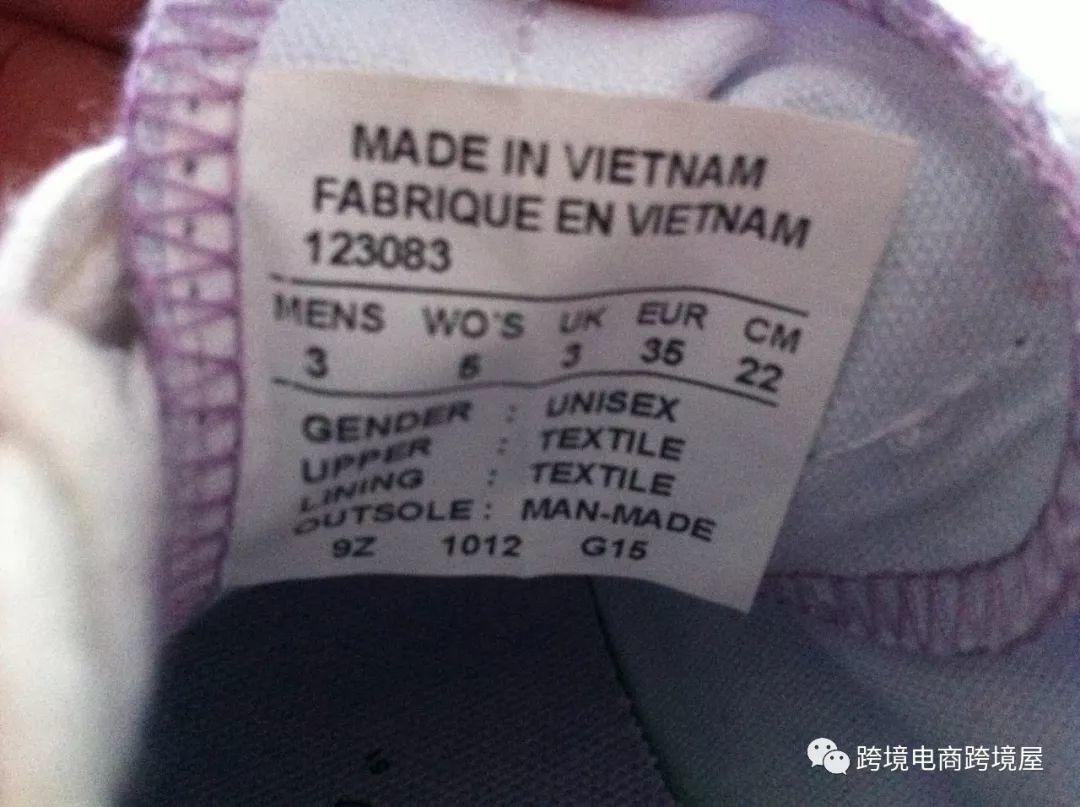 MADE IN VIETNAM
FABRIQUE EN VIETNAM
123083
MENS WO'S UK EUR CM
3 5 3 35 22
GENDER : UNISEX
UPPER : TEXTILE
LINING : TEXTILE
OUTSOLE : MAN-MADE
9Z 1012 G15
跨境电商跨境屋